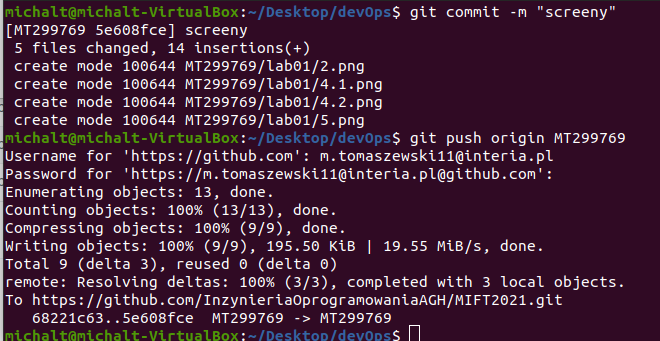 michalt@michalt-VirtualBox:~/Desktop/devOps$ git commit -m "screeny"
[MT299769 5e608fce] screeny
 5 files changed, 14 insertions(+)
 create mode 100644 MT299769/lab01/2.png
 create mode 100644 MT299769/lab01/4.1.png
 create mode 100644 MT299769/lab01/4.2.png
 create mode 100644 MT299769/lab01/5.png
michalt@michalt-VirtualBox:~/Desktop/devOps$ git push origin MT299769
Username for 'https://github.com': m.tomaszewski11@interia.pl
Password for 'https://m.tomaszewski11@interia.pl@github.com':
Enumerating objects: 13, done.
Counting objects: 100% (13/13), done.
Compressing objects: 100% (9/9), done.
Writing objects: 100% (9/9), 195.50 KiB | 19.55 MiB/s, done.
Total 9 (delta 3), reused 0 (delta 0)
remote: Resolving deltas: 100% (3/3), completed with 3 local objects.
To https://github.com/InzynieriaOprogramowaniaAGH/MIFT2021.git
   68221c63..5e608fce  MT299769 -> MT299769
michalt@michalt-VirtualBox:~/Desktop/devOps$